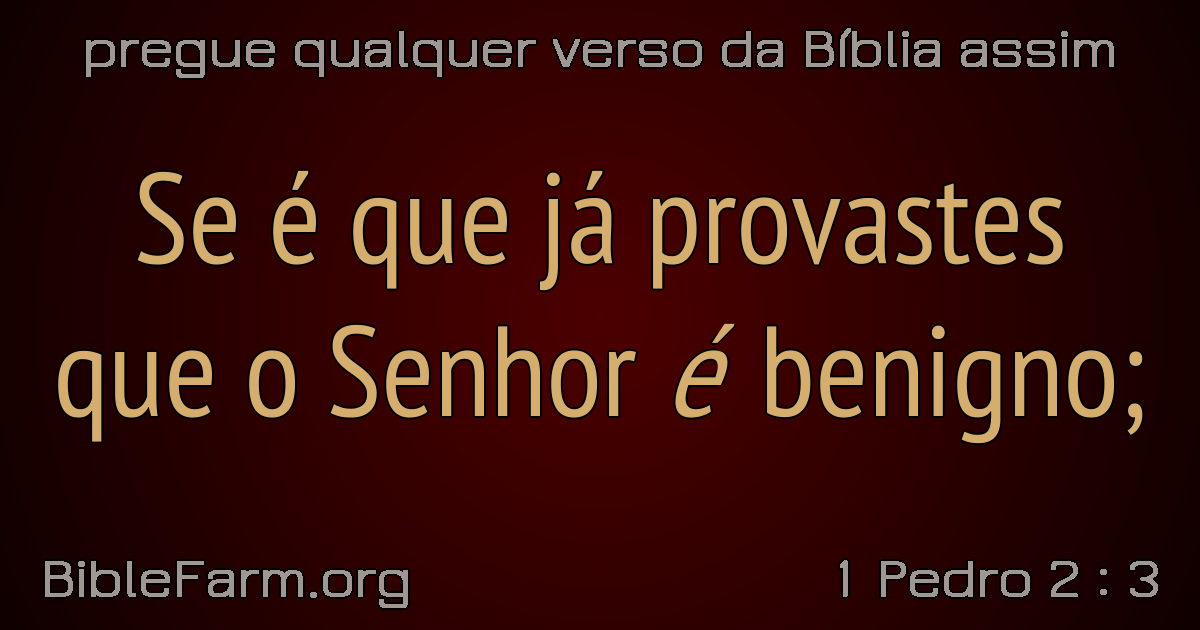 pregue qualquer verso da Bíblia assim
Se é que já provastes
que o Senhor é benigno;
BibleFarm.org
1 Pedro 2 : 3